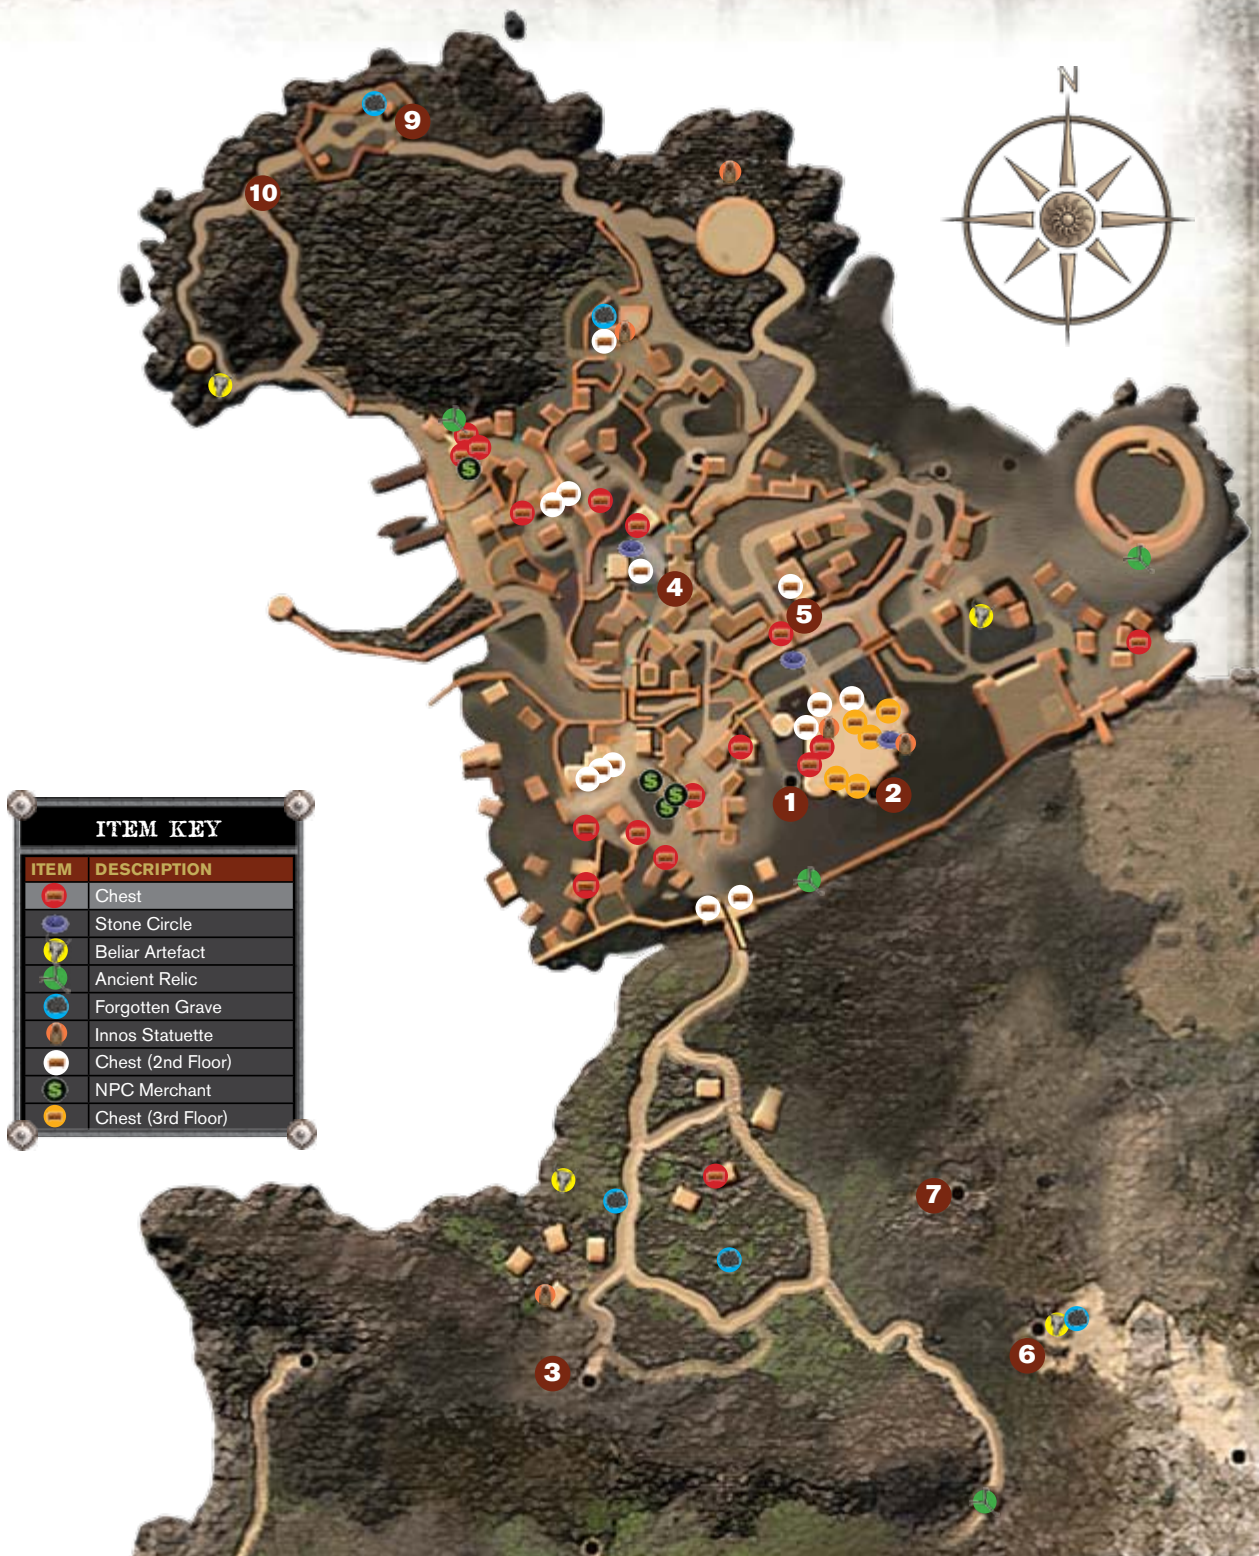 N
9
10
4
5
1
2
ITEM KEY
ITEM DESCRIPTION
Chest
Stone Circle
Beliar Artefact
Ancient Relic
Forgotten Grave
Innos Statuette
Chest (2nd Floor)
S NPC Merchant
Chest (3rd Floor)
7
6
3